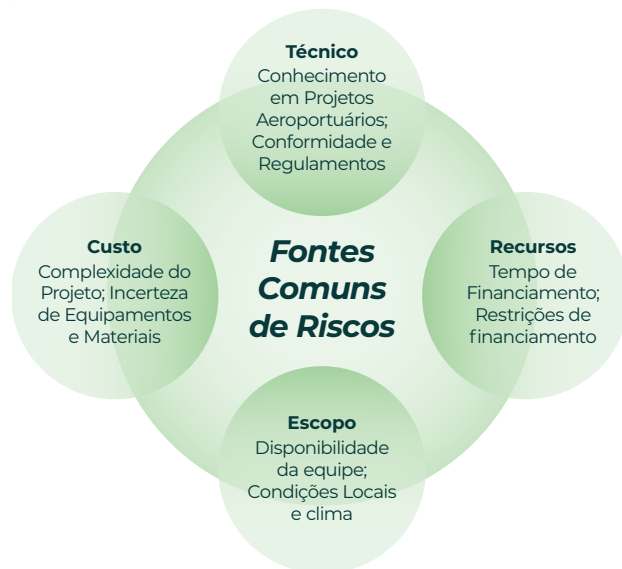 Técnico
Conhecimento
em Projetos
Aeroportuários;
Conformidade e
Regulamentos
Custo
Complexidade do
Projeto; Incerteza
de Equipamentos
e Materiais
Fontes
Comuns
de Riscos
Recursos
Tempo de
Financiamento;
Restrições de
financiamento
Escopo
Disponibilidade
da equipe;
Condições Locais
e clima